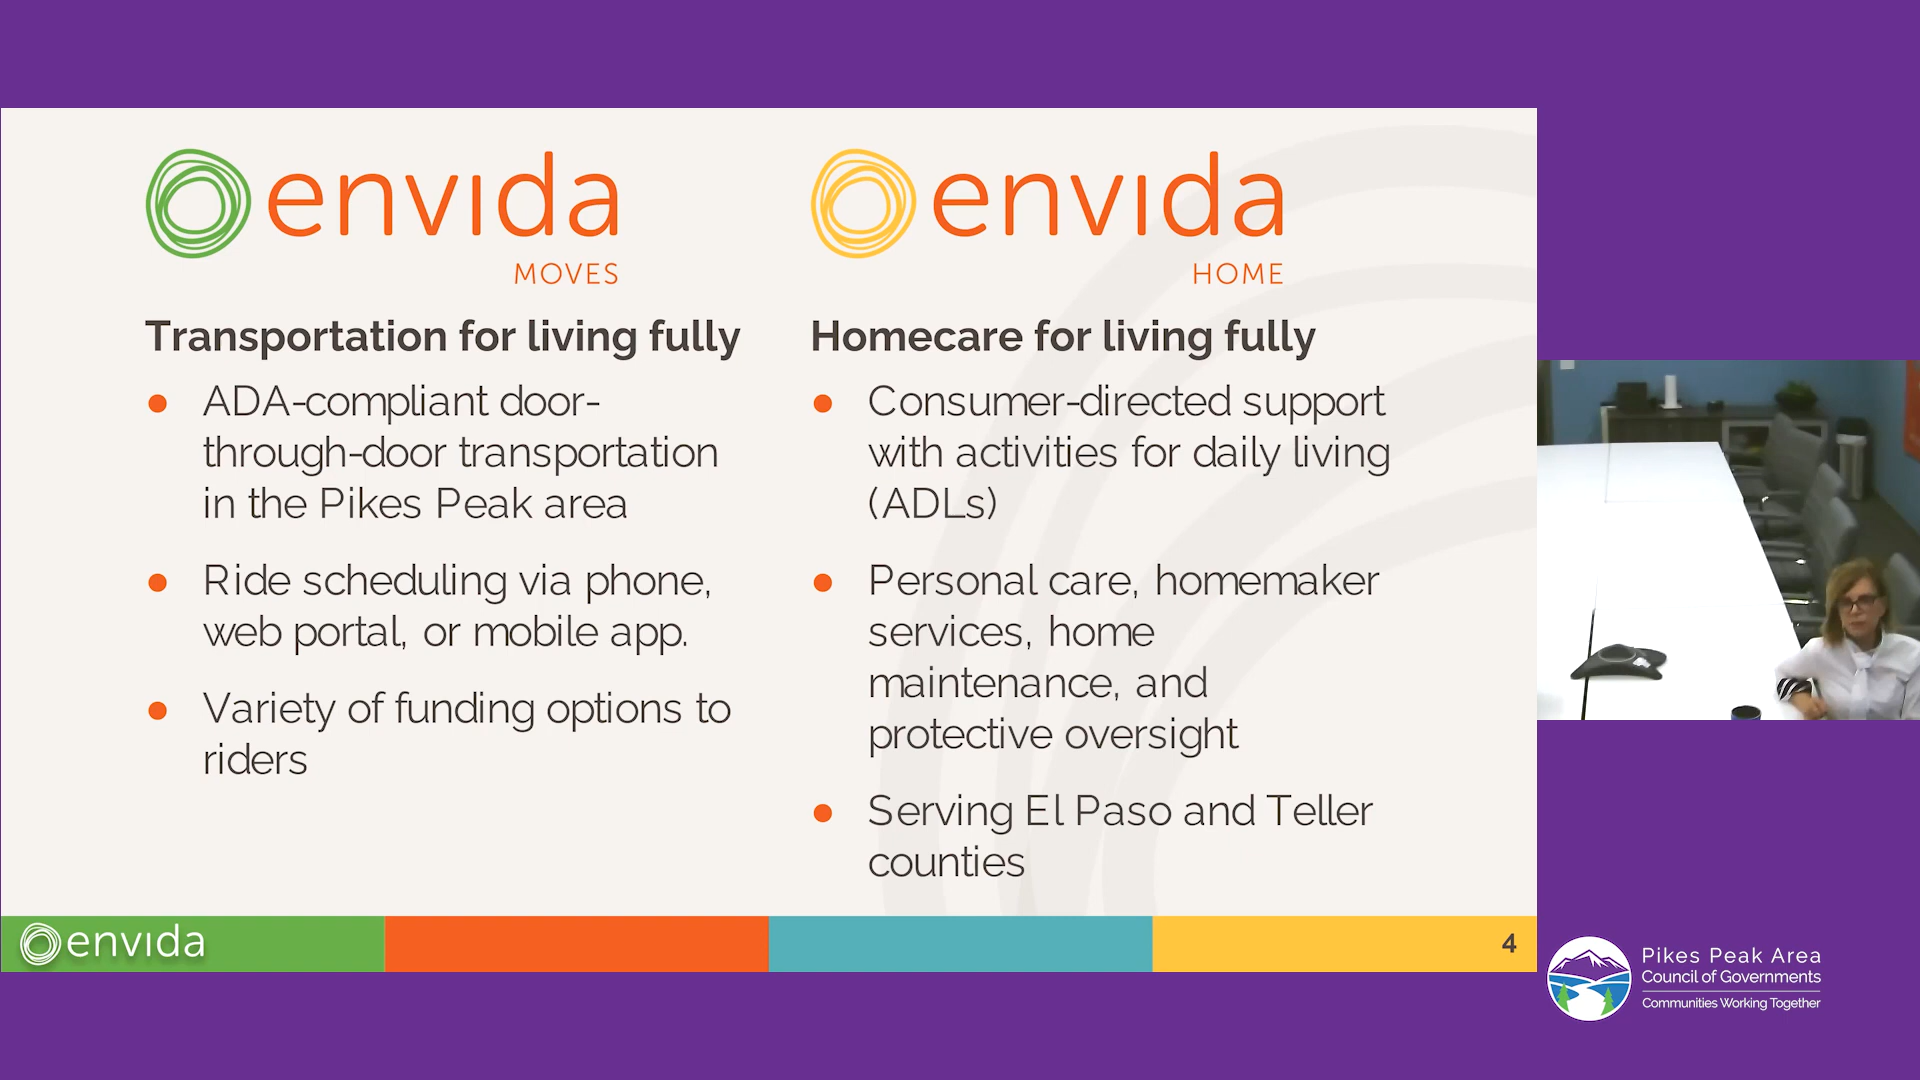 envida
MOVES
Transportation for living fully
● ADA-compliant door-
through-door transportation
in the Pikes Peak area
● Ride scheduling via phone,
web portal, or mobile app.
● Variety of funding options to
riders
envida
HOME
Homecare for living fully
● Consumer-directed support
with activities for daily living
(ADLs)
● Personal care, homemaker
services, home
maintenance, and
protective oversight
● Serving El Paso and Teller
counties
envida
4
Pikes Peak Area
Council of Governments
Communities Working Together